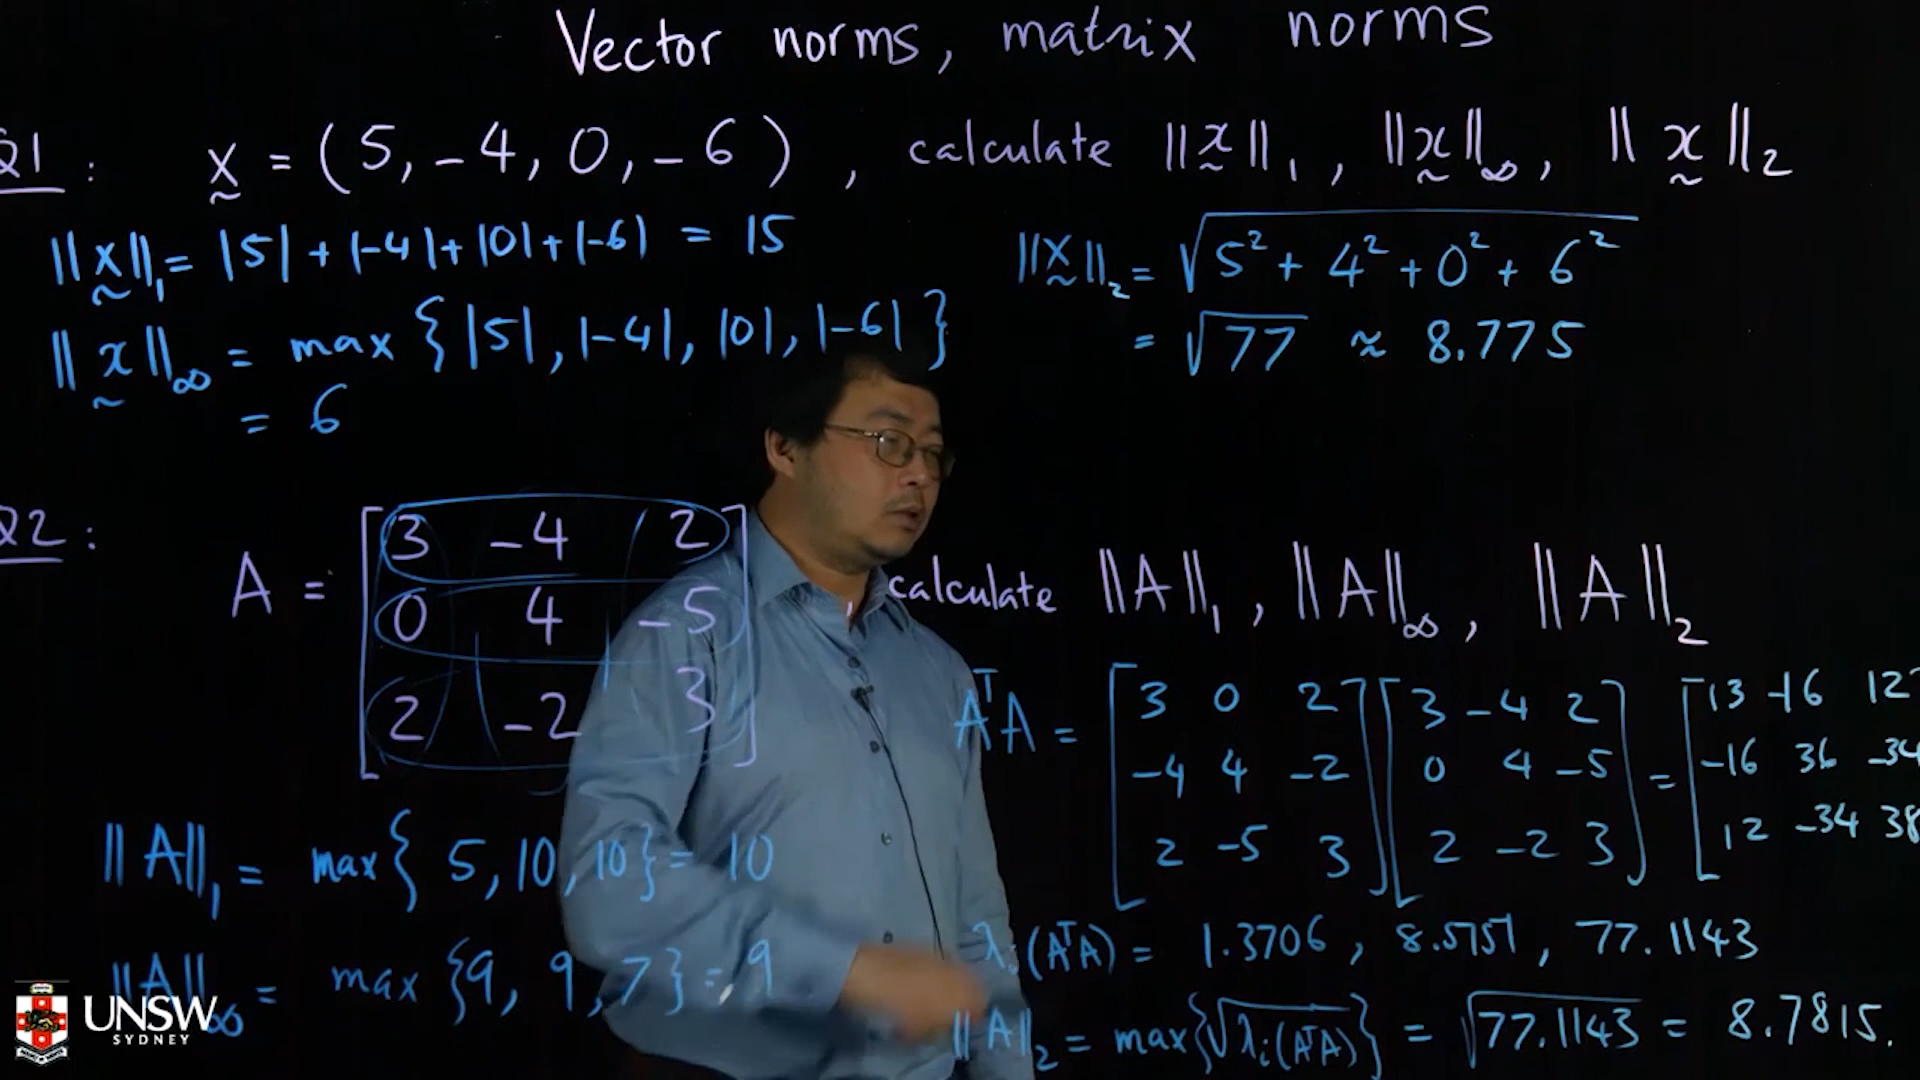 Vector norms, matrix norms
Q1: x = (5, -4, 0, -6), calculate ||x||₁, ||x||∞, ||x||₂
||x||₁ = |5| + |-4| + |0| + |-6| = 15
||x||∞ = max {|5|, |-4|, |0|, |-6|}
= 6
||x||₂ = √(5² + 4² + 0² + 6²)
= √77 ≈ 8.775
Q2: A = [3 -4 2
0 4 -5
2 -2 3], calculate ||A||₁, ||A||∞, ||A||₂
||A||₁ = max{5, 10, 10} = 10
||A||∞ = max {9, 9, 7} = 9
AᵀA = [3 0 2] [3 -4 2] = [13 -16 12
[-4 4 -2] [0 4 -5] [-16 36 -34
[2 -5 3] [2 -2 3] [12 -34 38
λᵢ(AᵀA) = 1.3706, 8.5151, 77.1143
||A||₂ = max{√λᵢ(AᵀA)} = √77.1143 = 8.7815.
UNSW
SYDNEY